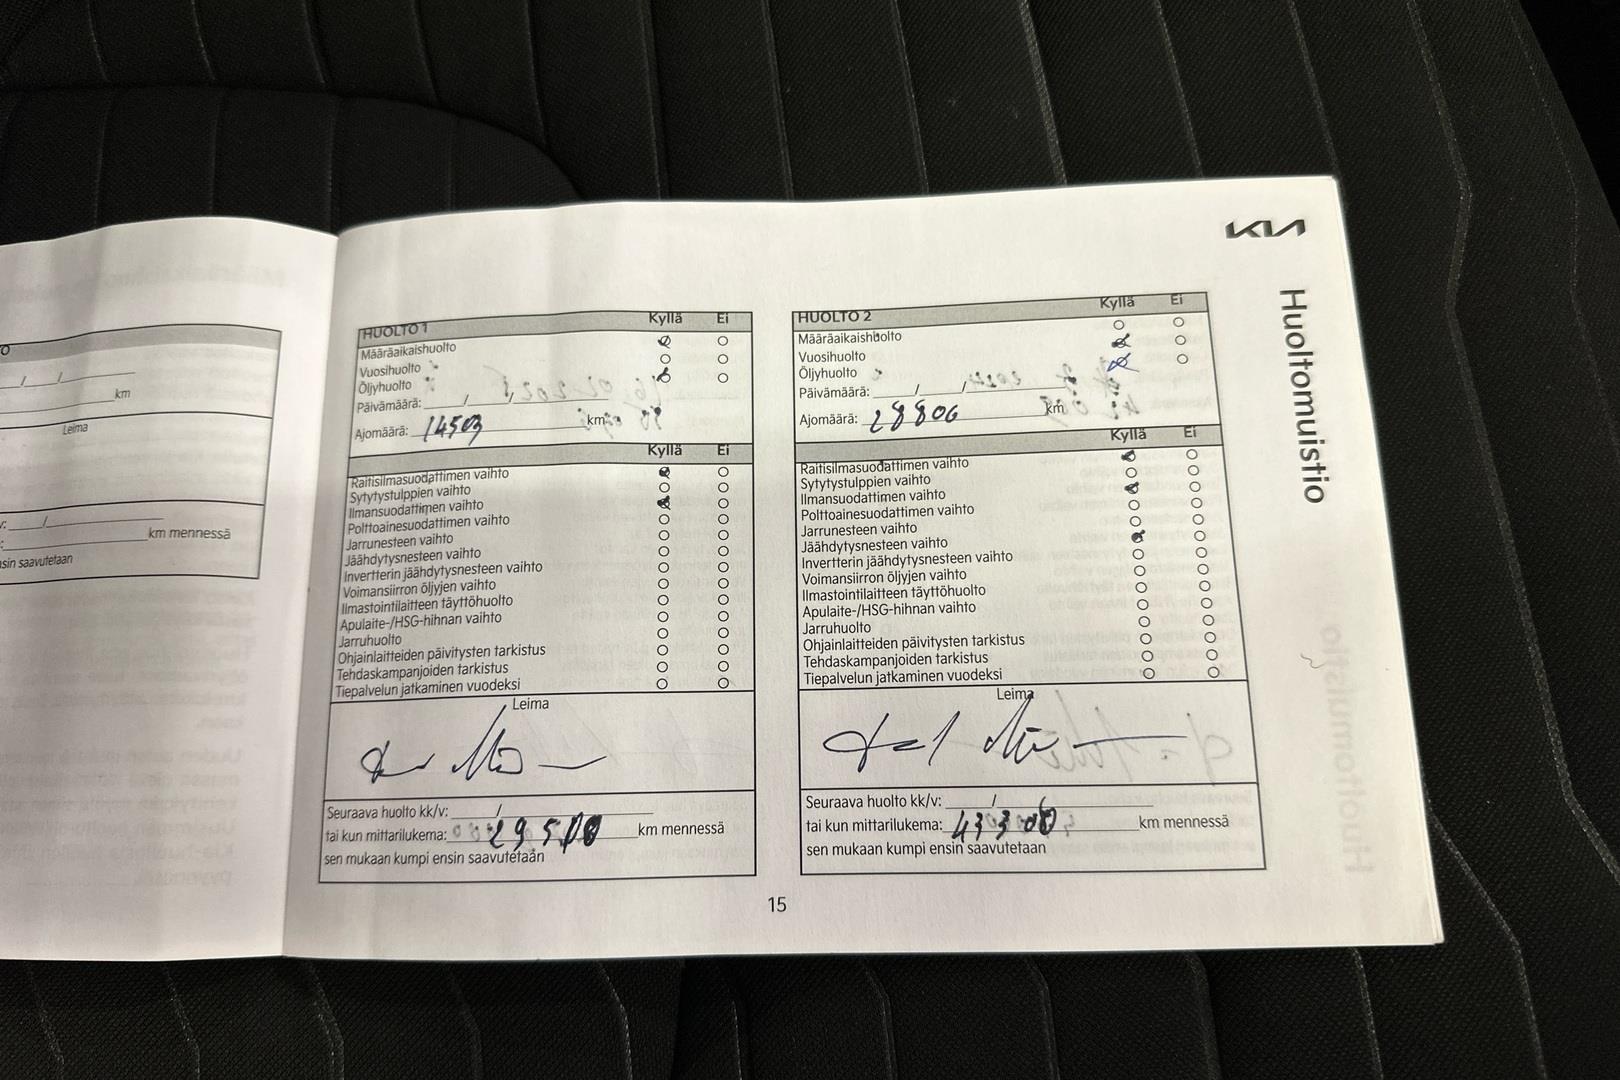 KIA
Huoltomuistio
km
Leima
km mennessä
sin saavutetaan
HUOLTO 1 Kyllä Ei
Määräaikaishuolto
Vuosihuolto
Öljyhuolto
Päivämäärä: / /
Ajomäärä: 14503 km
Kyllä Ei
Raitisilmasuodattimen vaihto
Sytytystulppien vaihto
Ilmansuodattimen vaihto
Polttoainesuodattimen vaihto
Jarrunesteen vaihto
Jäähdytysnesteen vaihto
Invertterin jäähdytysnesteen vaihto
Voimansiirron öljyjen vaihto
Ilmastointilaitteen täyttöhuolto
Apulaite-/HSG-hihnan vaihto
Jarruhuolto
Ohjainlaitteiden päivitysten tarkistus
Tehdaskampanjoiden tarkistus
Tiepalvelun jatkaminen vuodeksi
Leima
Seuraava huolto kk/v: /
tai kun mittarilukema: km mennessä
sen mukaan kumpi ensin saavutetaan
HUOLTO 2 Kyllä Ei
Määräaikaishuolto
Vuosihuolto
Öljyhuolto
Päivämäärä: / /
Ajomäärä: 28806 km
Kyllä Ei
Raitisilmasuodattimen vaihto
Sytytystulppien vaihto
Ilmansuodattimen vaihto
Polttoainesuodattimen vaihto
Jarrunesteen vaihto
Jäähdytysnesteen vaihto
Invertterin jäähdytysnesteen vaihto
Voimansiirron öljyjen vaihto
Ilmastointilaitteen täyttöhuolto
Apulaite-/HSG-hihnan vaihto
Jarruhuolto
Ohjainlaitteiden päivitysten tarkistus
Tehdaskampanjoiden tarkistus
Tiepalvelun jatkaminen vuodeksi
Leima
Seuraava huolto kk/v: /
tai kun mittarilukema: 43300 km mennessä
sen mukaan kumpi ensin saavutetaan
15